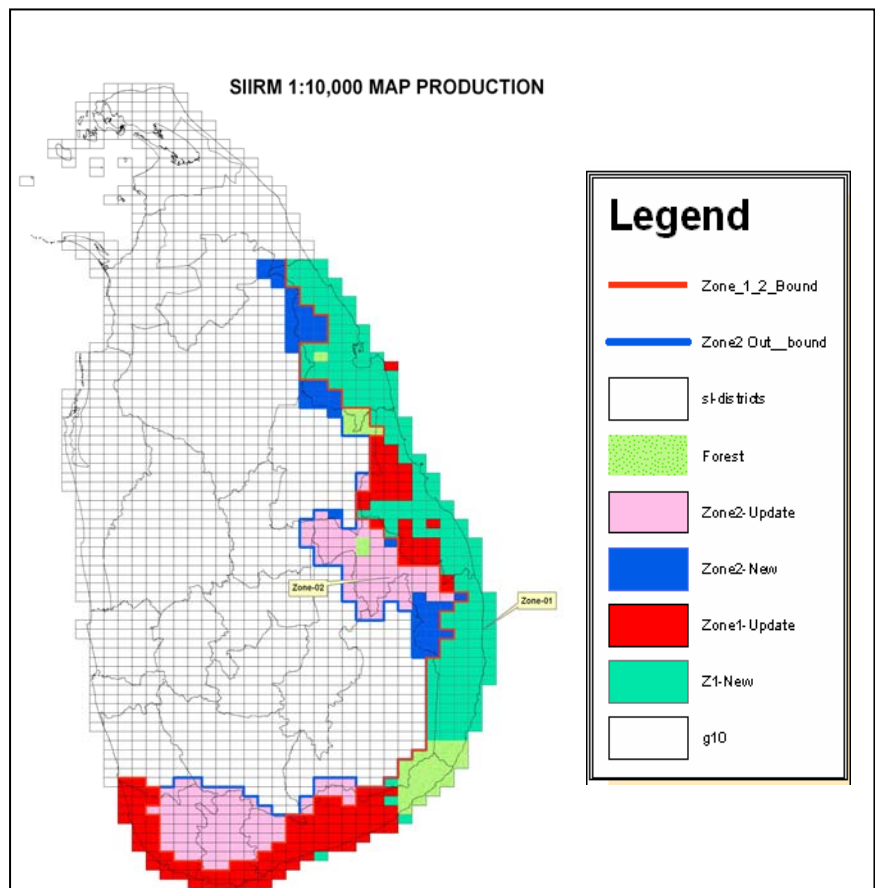 SIIRM 1:10,000 MAP PRODUCTION
Legend
Zone_1_2_Bound
Zone2 Out__bound
sl-districts
Forest
Zone2- Update
Zone2-New
Zone1- Update
Z1-New
g10
Zone-02
Zone-01